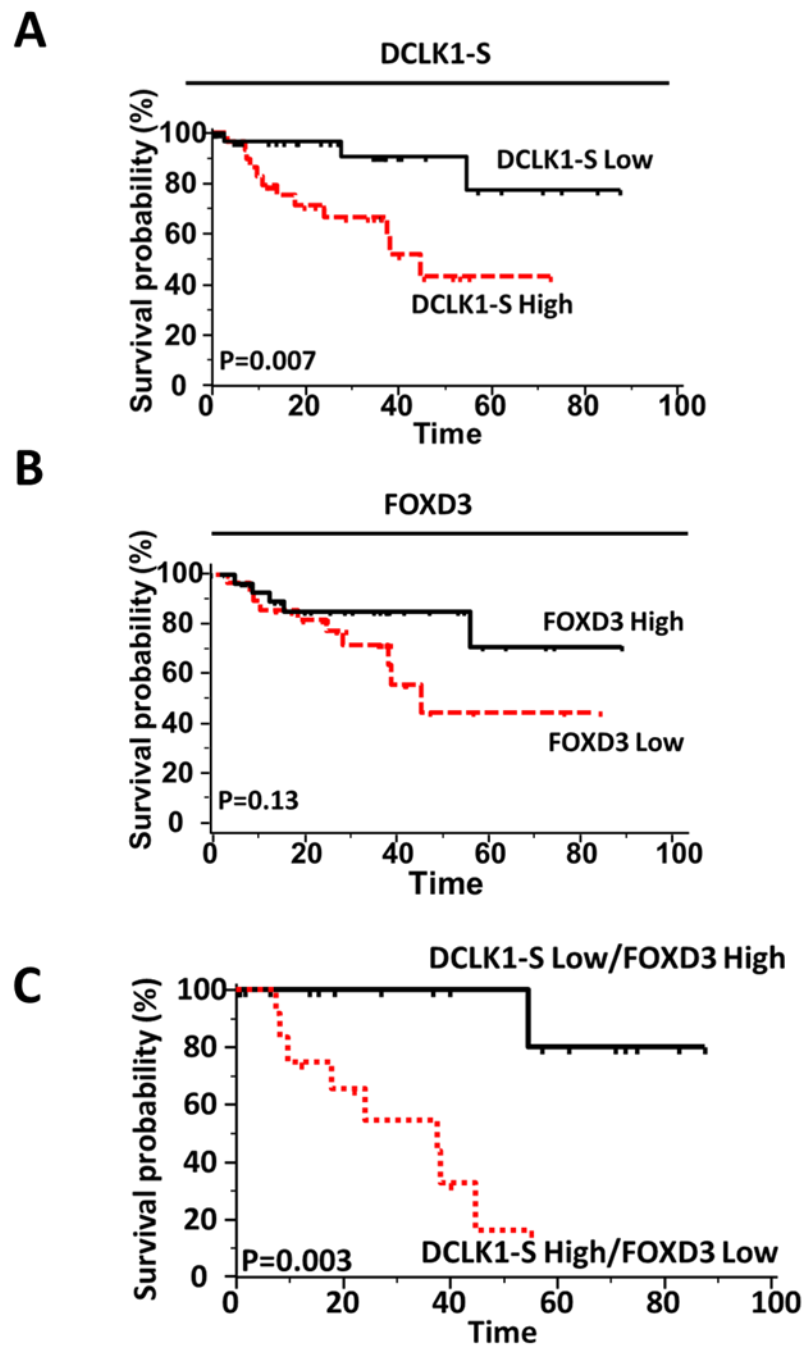 A
DCLK1-S
Survival probability (%)
100
80
60
40
20
0
DCLK1-S Low
DCLK1-S High
P=0.007
0 20 40 60 80 100
Time
B
FOXD3
Survival probability (%)
100
80
60
40
20
0
FOXD3 High
FOXD3 Low
P=0.13
0 20 40 60 80 100
Time
C
DCLK1-S Low/FOXD3 High
Survival probability (%)
100
80
60
40
20
0
DCLK1-S High/FOXD3 Low
P=0.003
0 20 40 60 80 100
Time